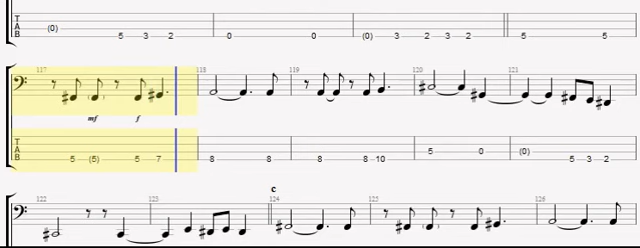 (0) 5 3 2 0 0 (0) 3 2 3 2 5 5
117 118 119 120 121
mf f
5 (5) 5 7 8 8 8 8 10 5 0 (0) 5 3 2
C
122 123 124 125 126